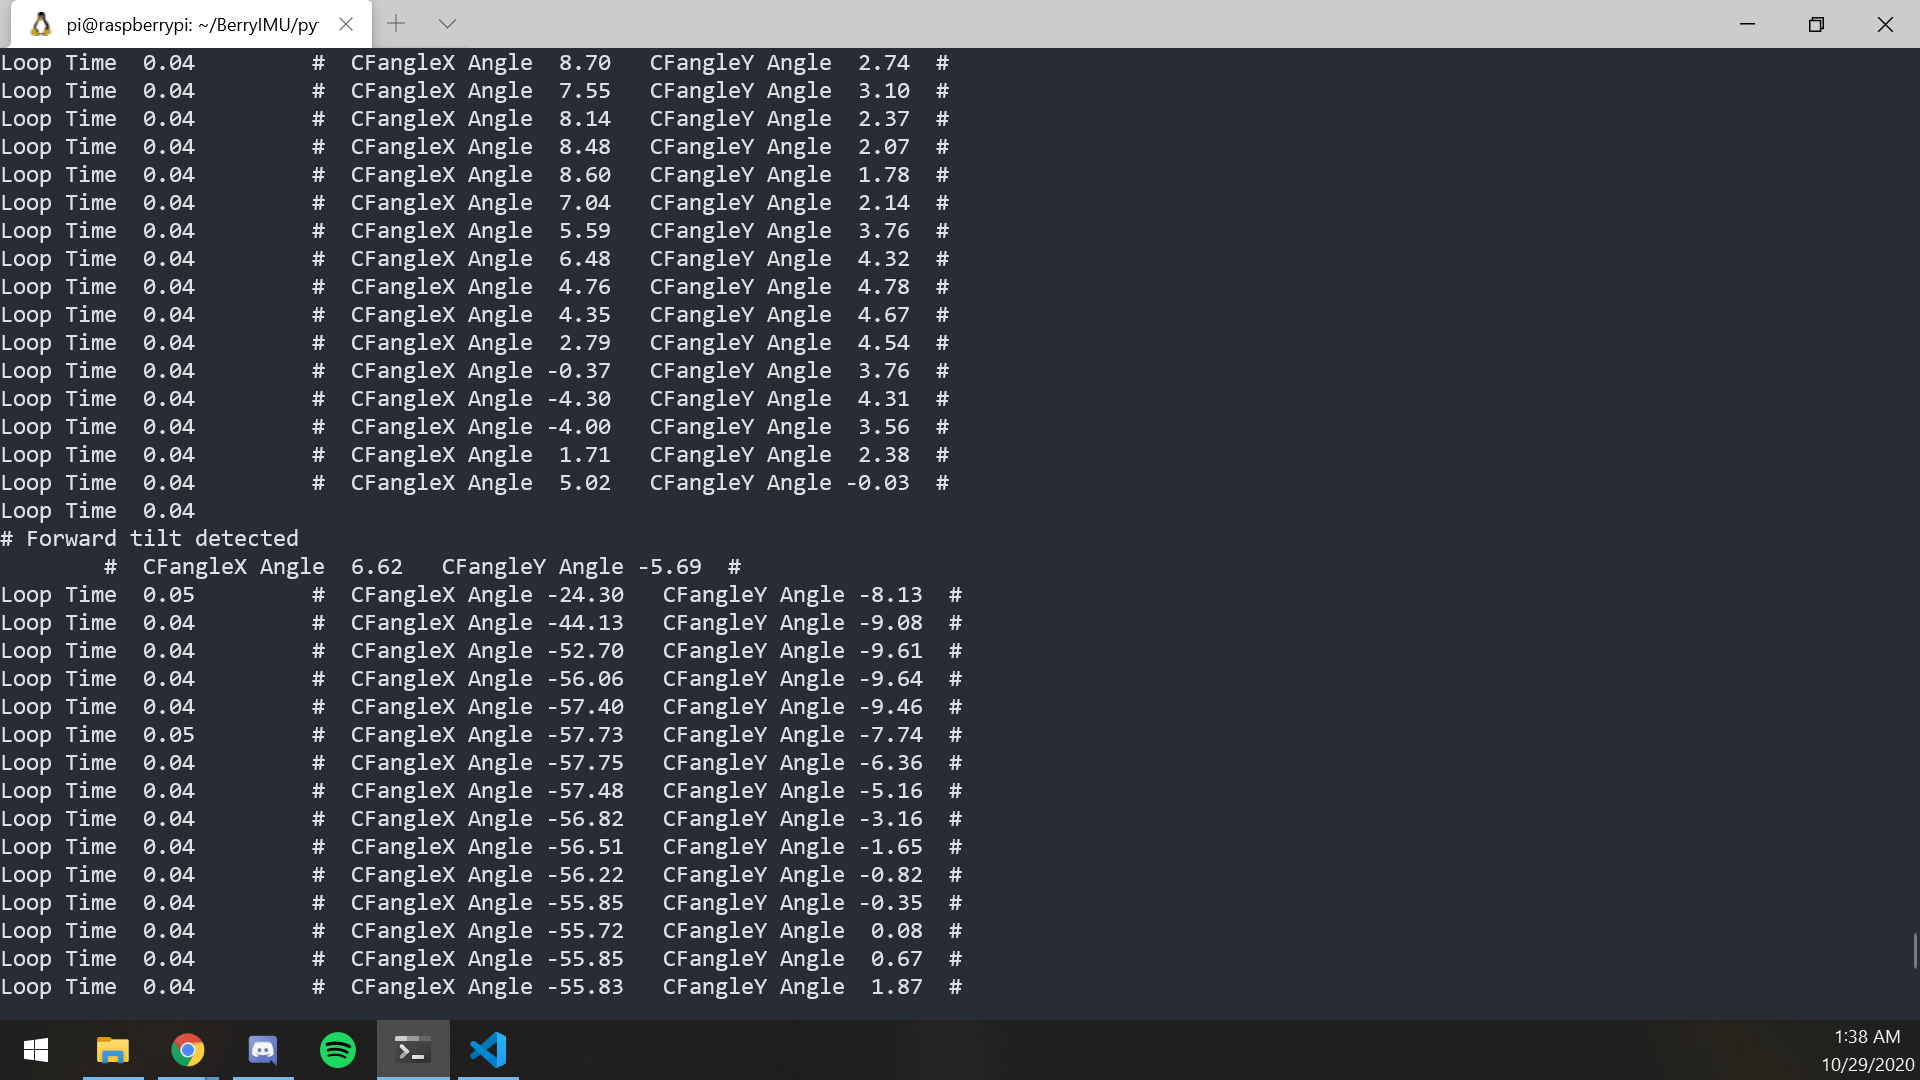 pi@raspberrypi: ~/BerryIMU/py
Loop Time  0.04         #  CFangleX Angle  8.70   CFangleY Angle  2.74  #
Loop Time  0.04         #  CFangleX Angle  7.55   CFangleY Angle  3.10  #
Loop Time  0.04         #  CFangleX Angle  8.14   CFangleY Angle  2.37  #
Loop Time  0.04         #  CFangleX Angle  8.48   CFangleY Angle  2.07  #
Loop Time  0.04         #  CFangleX Angle  8.60   CFangleY Angle  1.78  #
Loop Time  0.04         #  CFangleX Angle  7.04   CFangleY Angle  2.14  #
Loop Time  0.04         #  CFangleX Angle  5.59   CFangleY Angle  3.76  #
Loop Time  0.04         #  CFangleX Angle  6.48   CFangleY Angle  4.32  #
Loop Time  0.04         #  CFangleX Angle  4.76   CFangleY Angle  4.78  #
Loop Time  0.04         #  CFangleX Angle  4.35   CFangleY Angle  4.67  #
Loop Time  0.04         #  CFangleX Angle  2.79   CFangleY Angle  4.54  #
Loop Time  0.04         #  CFangleX Angle -0.37   CFangleY Angle  3.76  #
Loop Time  0.04         #  CFangleX Angle -4.30   CFangleY Angle  4.31  #
Loop Time  0.04         #  CFangleX Angle -4.00   CFangleY Angle  3.56  #
Loop Time  0.04         #  CFangleX Angle  1.71   CFangleY Angle  2.38  #
Loop Time  0.04         #  CFangleX Angle  5.02   CFangleY Angle -0.03  #
Loop Time  0.04
# Forward tilt detected
        #  CFangleX Angle  6.62   CFangleY Angle -5.69  #
Loop Time  0.05         #  CFangleX Angle -24.30   CFangleY Angle -8.13  #
Loop Time  0.04         #  CFangleX Angle -44.13   CFangleY Angle -9.08  #
Loop Time  0.04         #  CFangleX Angle -52.70   CFangleY Angle -9.61  #
Loop Time  0.04         #  CFangleX Angle -56.06   CFangleY Angle -9.64  #
Loop Time  0.04         #  CFangleX Angle -57.40   CFangleY Angle -9.46  #
Loop Time  0.05         #  CFangleX Angle -57.73   CFangleY Angle -7.74  #
Loop Time  0.04         #  CFangleX Angle -57.75   CFangleY Angle -6.36  #
Loop Time  0.04         #  CFangleX Angle -57.48   CFangleY Angle -5.16  #
Loop Time  0.04         #  CFangleX Angle -56.82   CFangleY Angle -3.16  #
Loop Time  0.04         #  CFangleX Angle -56.51   CFangleY Angle -1.65  #
Loop Time  0.04         #  CFangleX Angle -56.22   CFangleY Angle -0.82  #
Loop Time  0.04         #  CFangleX Angle -55.85   CFangleY Angle -0.35  #
Loop Time  0.04         #  CFangleX Angle -55.72   CFangleY Angle  0.08  #
Loop Time  0.04         #  CFangleX Angle -55.85   CFangleY Angle  0.67  #
Loop Time  0.04         #  CFangleX Angle -55.83   CFangleY Angle  1.87  #
1:38 AM
10/29/2020